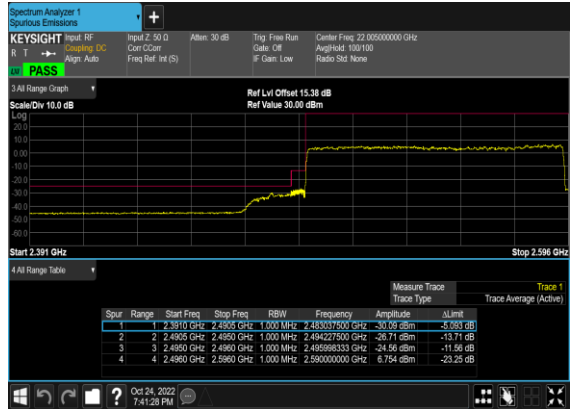 Spectrum Analyzer 1
Spurious Emissions
+
KEYSIGHT Input: RF Input Z: 50 Ω Atten: 30 dB Trig: Free Run Center Freq: 22.005000000 GHz
R T Coupling: DC Corr CCorr Gate: Off Avg|Hold: 100/100
Align: Auto Freq Ref: Int (S) IF Gain: Low Radio Std: None
PASS
3 All Range Graph
Ref Lvl Offset 15.38 dB
Scale/Div 10.0 dB Ref Value 30.00 dBm
Log
20.0
10.0
0.00
-10.0
-20.0
-30.0
-40.0
-50.0
-60.0
Start 2.391 GHz Stop 2.596 GHz
4 All Range Table
Measure Trace Trace 1
Trace Type Trace Average (Active)
Spur Range Start Freq Stop Freq RBW Frequency Amplitude ΔLimit
1 1 2.3910 GHz 2.4905 GHz 1.000 MHz 2.483037500 GHz -30.09 dBm -5.093 dB
2 2 2.4905 GHz 2.4950 GHz 1.000 MHz 2.494227500 GHz -26.71 dBm -13.71 dB
3 3 2.4950 GHz 2.4960 GHz 1.000 MHz 2.495998333 GHz -24.56 dBm -11.56 dB
4 4 2.4960 GHz 2.5960 GHz 1.000 MHz 2.590000000 GHz 6.754 dBm -23.25 dB
? Oct 24, 2022
7:41:28 PM